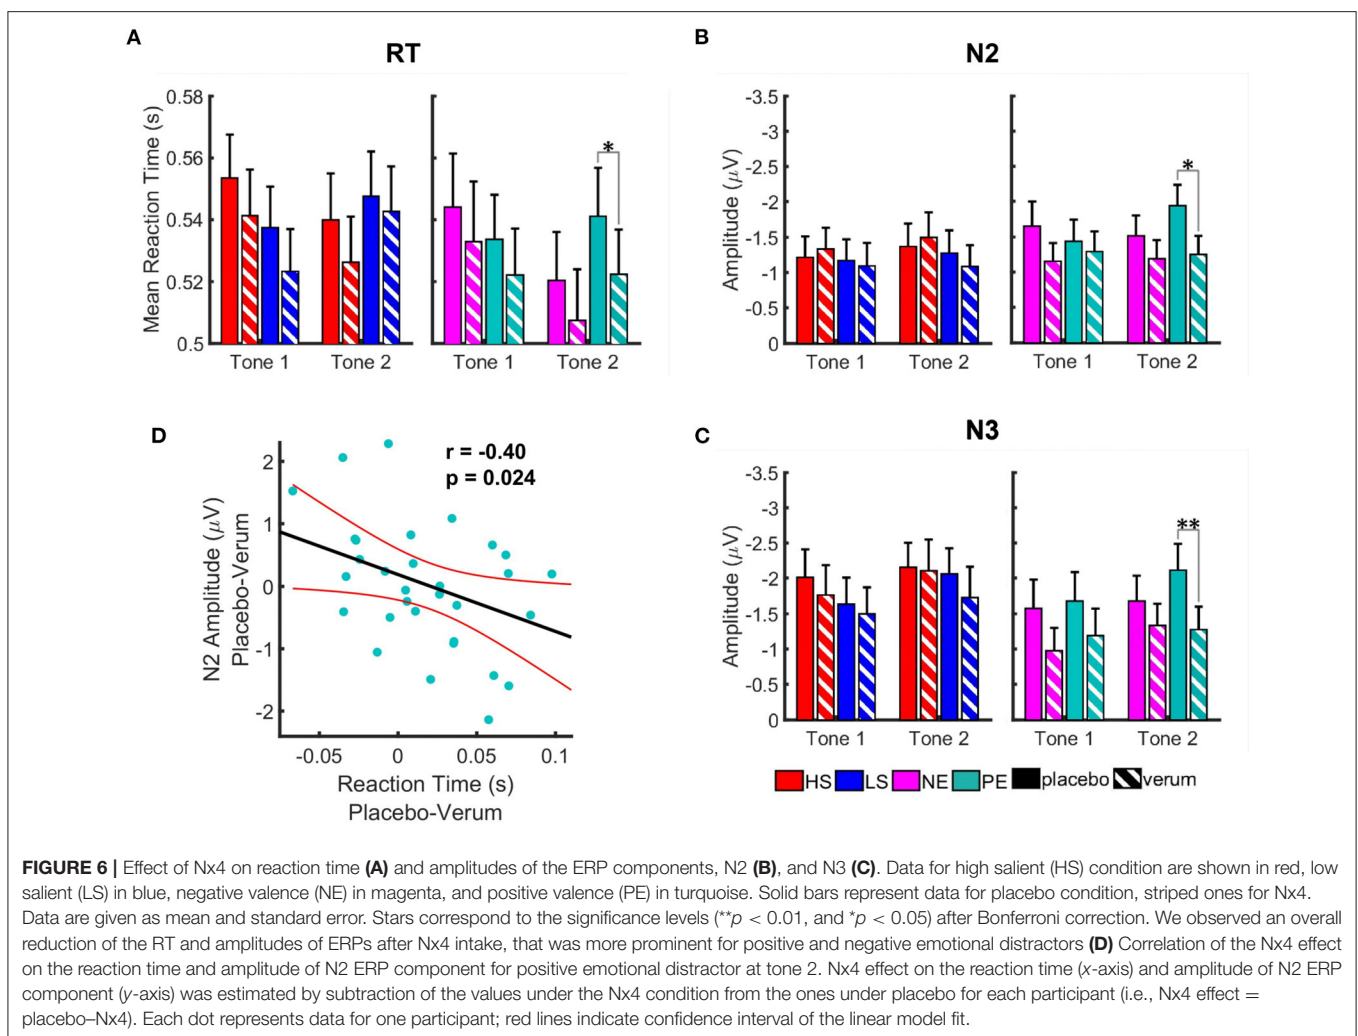 A
RT
Mean Reaction Time (s)
0.58
0.56
0.54
0.52
0.5
*
Tone 1
Tone 2
Tone 1
Tone 2
B
N2
Amplitude (μV)
-3.5
-3
-2.5
-2
-1.5
-1
-0.5
0
*
Tone 1
Tone 2
Tone 1
Tone 2
D
r = -0.40
p = 0.024
N2 Amplitude (μV)
Placebo-Verum
2
1
0
-1
-2
-0.05
0
0.05
0.1
Reaction Time (s)
Placebo-Verum
C
N3
Amplitude (μV)
-3.5
-3
-2.5
-2
-1.5
-1
-0.5
0
**
Tone 1
Tone 2
Tone 1
Tone 2
HS LS NE PE placebo verum
FIGURE 6 | Effect of Nx4 on reaction time (A) and amplitudes of the ERP components, N2 (B), and N3 (C). Data for high salient (HS) condition are shown in red, low
salient (LS) in blue, negative valence (NE) in magenta, and positive valence (PE) in turquoise. Solid bars represent data for placebo condition, striped ones for Nx4.
Data are given as mean and standard error. Stars correspond to the significance levels (**p < 0.01, and *p < 0.05) after Bonferroni correction. We observed an overall
reduction of the RT and amplitudes of ERPs after Nx4 intake, that was more prominent for positive and negative emotional distractors (D) Correlation of the Nx4 effect
on the reaction time and amplitude of N2 ERP component for positive emotional distractor at tone 2. Nx4 effect on the reaction time (x-axis) and amplitude of N2 ERP
component (y-axis) was estimated by subtraction of the values under the Nx4 condition from the ones under placebo for each participant (i.e., Nx4 effect =
placebo–Nx4). Each dot represents data for one participant; red lines indicate confidence interval of the linear model fit.